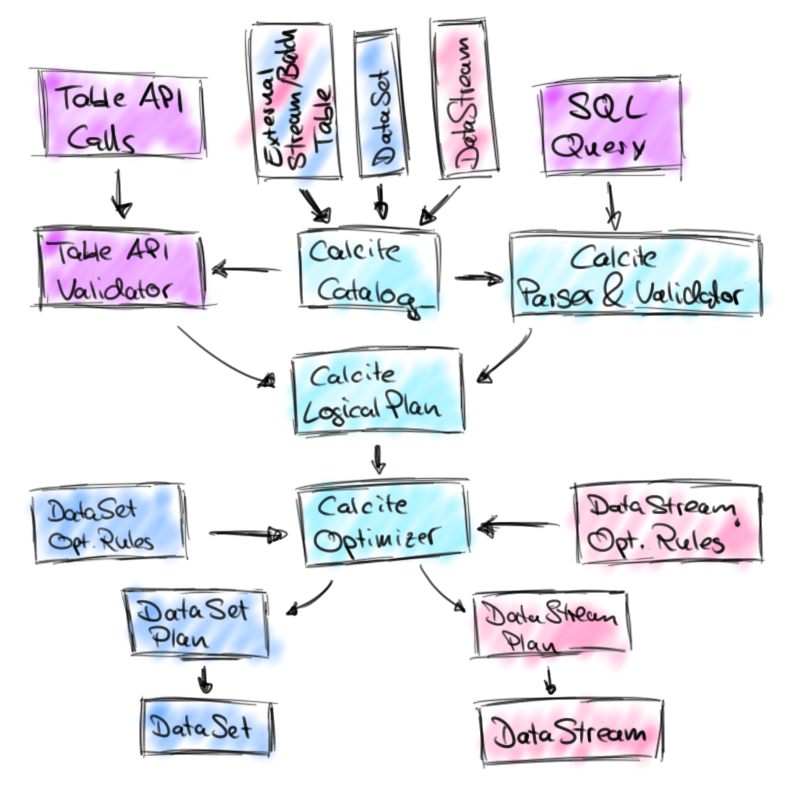 Table API
Calls
External
Stream/Batch
Table
DataSet
DataStream
SQL
Query
Table API
Validator
Calcite
Catalog
Calcite
Parser & Validator
Calcite
Logical Plan
DataSet
Opt. Rules
Calcite
Optimizer
DataStream
Opt. Rules
DataSet
Plan
DataStream
Plan
DataSet
DataStream